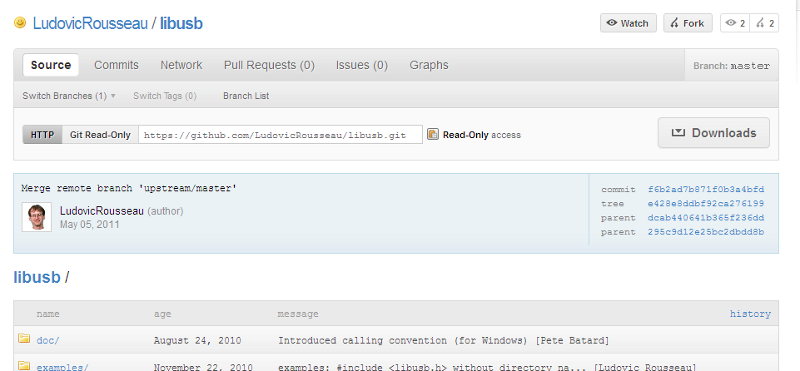 LudovicRousseau / libusb
Watch Fork 2 2
Source Commits Network Pull Requests (0) Issues (0) Graphs Branch: master
Switch Branches (1) Switch Tags (0) Branch List
HTTP Git Read-Only https://github.com/LudovicRousseau/libusb.git Read-Only access Downloads
Merge remote branch 'upstream/master'
LudovicRousseau (author)
May 05, 2011
commit f6b2ad7b871f0b3a4bfd
tree e428e8ddbf92ca276199
parent dcab440641b365f236dd
parent 295c9d12e25bc2dbdd8b
libusb /
name age message history
doc/ August 24, 2010 Introduced calling convention (for Windows) [Pete Batard]
examples/ November 22, 2010 examples: #include <libusb.h> without directory na... [Ludovic Rousseau]